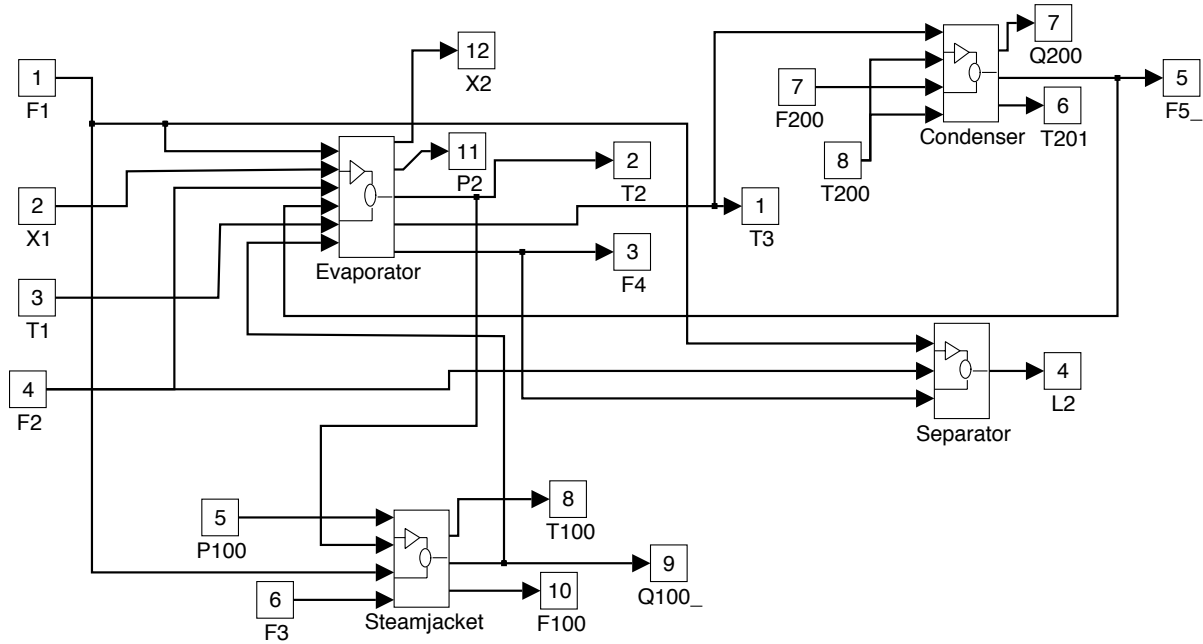 7
Q200
12
X2
1
F1
7
F200
5
F5_
6
T201
Condenser
11
P2
2
T2
8
T200
2
X1
1
T3
3
F4
Evaporator
3
T1
4
F2
4
L2
Separator
5
P100
8
T100
9
Q100_
6
F3
10
F100
Steamjacket